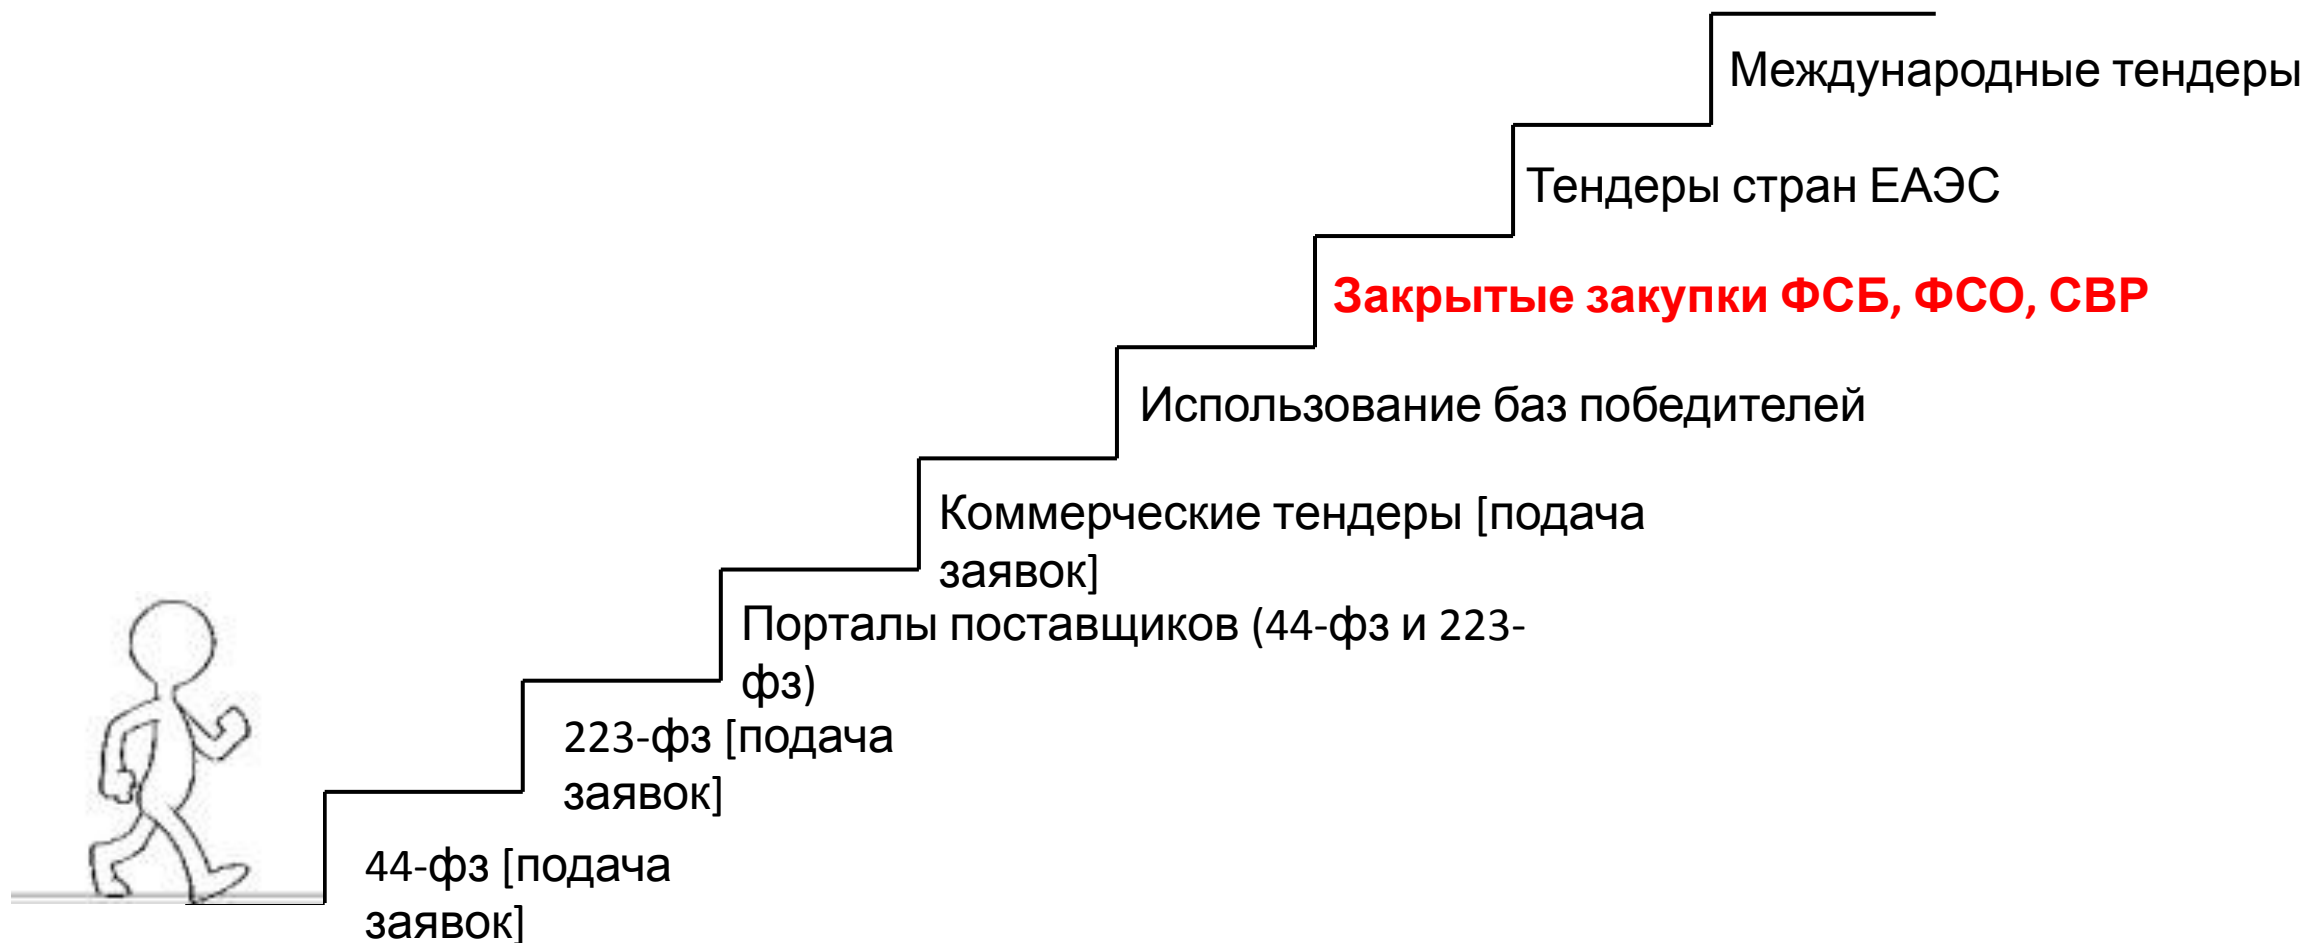 Международные тендеры
Тендеры стран ЕАЭС
Закрытые закупки ФСБ, ФСО, СВР
Использование баз победителей
Коммерческие тендеры [подача
заявок]
Порталы поставщиков (44-фз и 223-
фз)
223-фз [подача
заявок]
44-фз [подача
заявок]